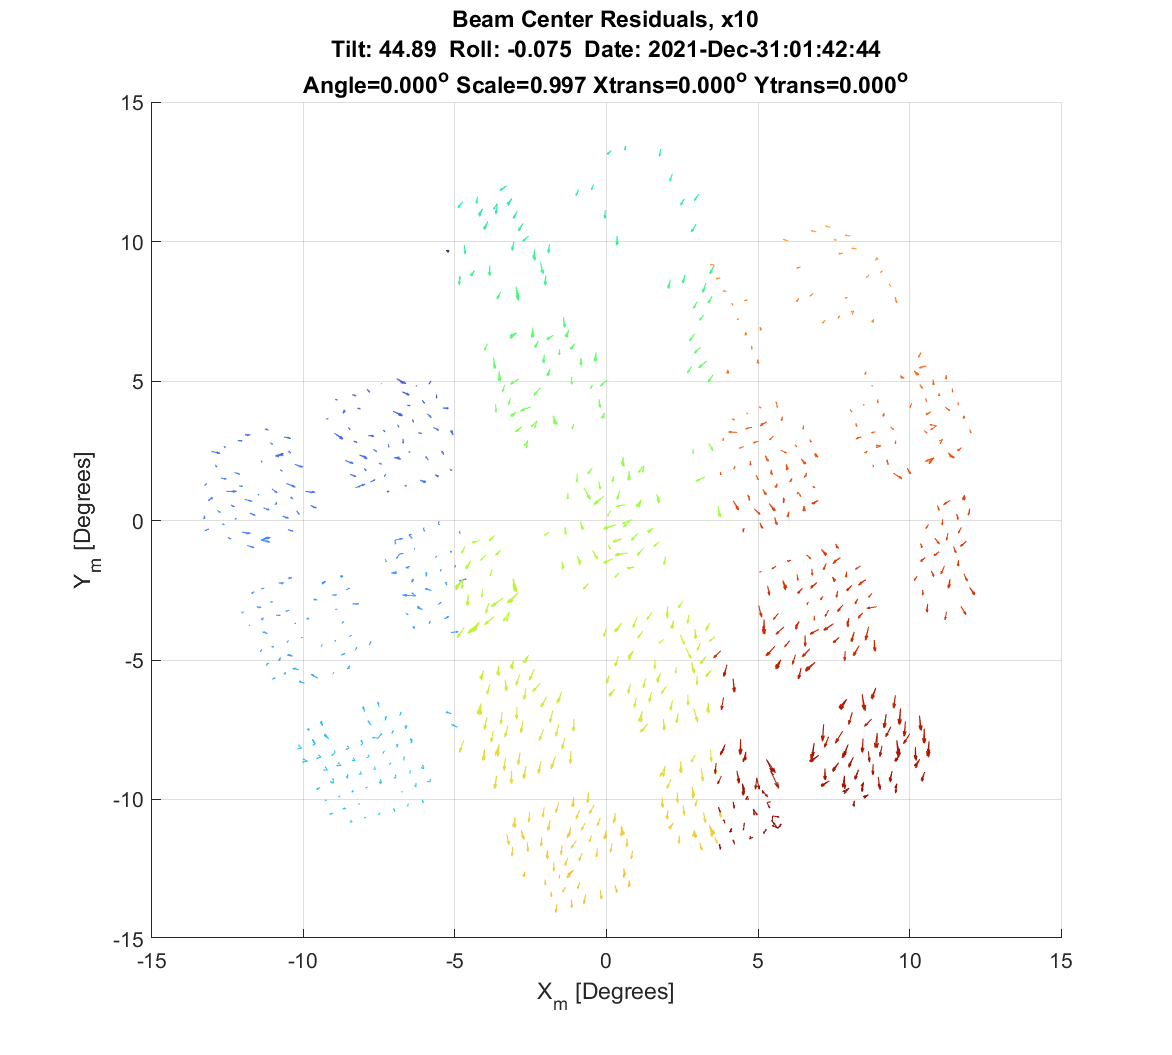 Beam Center Residuals, x10
Tilt: 44.89 Roll: -0.075 Date: 2021-Dec-31:01:42:44
Angle=0.000° Scale=0.997 Xtrans=0.000° Ytrans=0.000°
15
10
5
0
-5
-10
-15
Y_m [Degrees]
-15 -10 -5 0 5 10 15
X_m [Degrees]